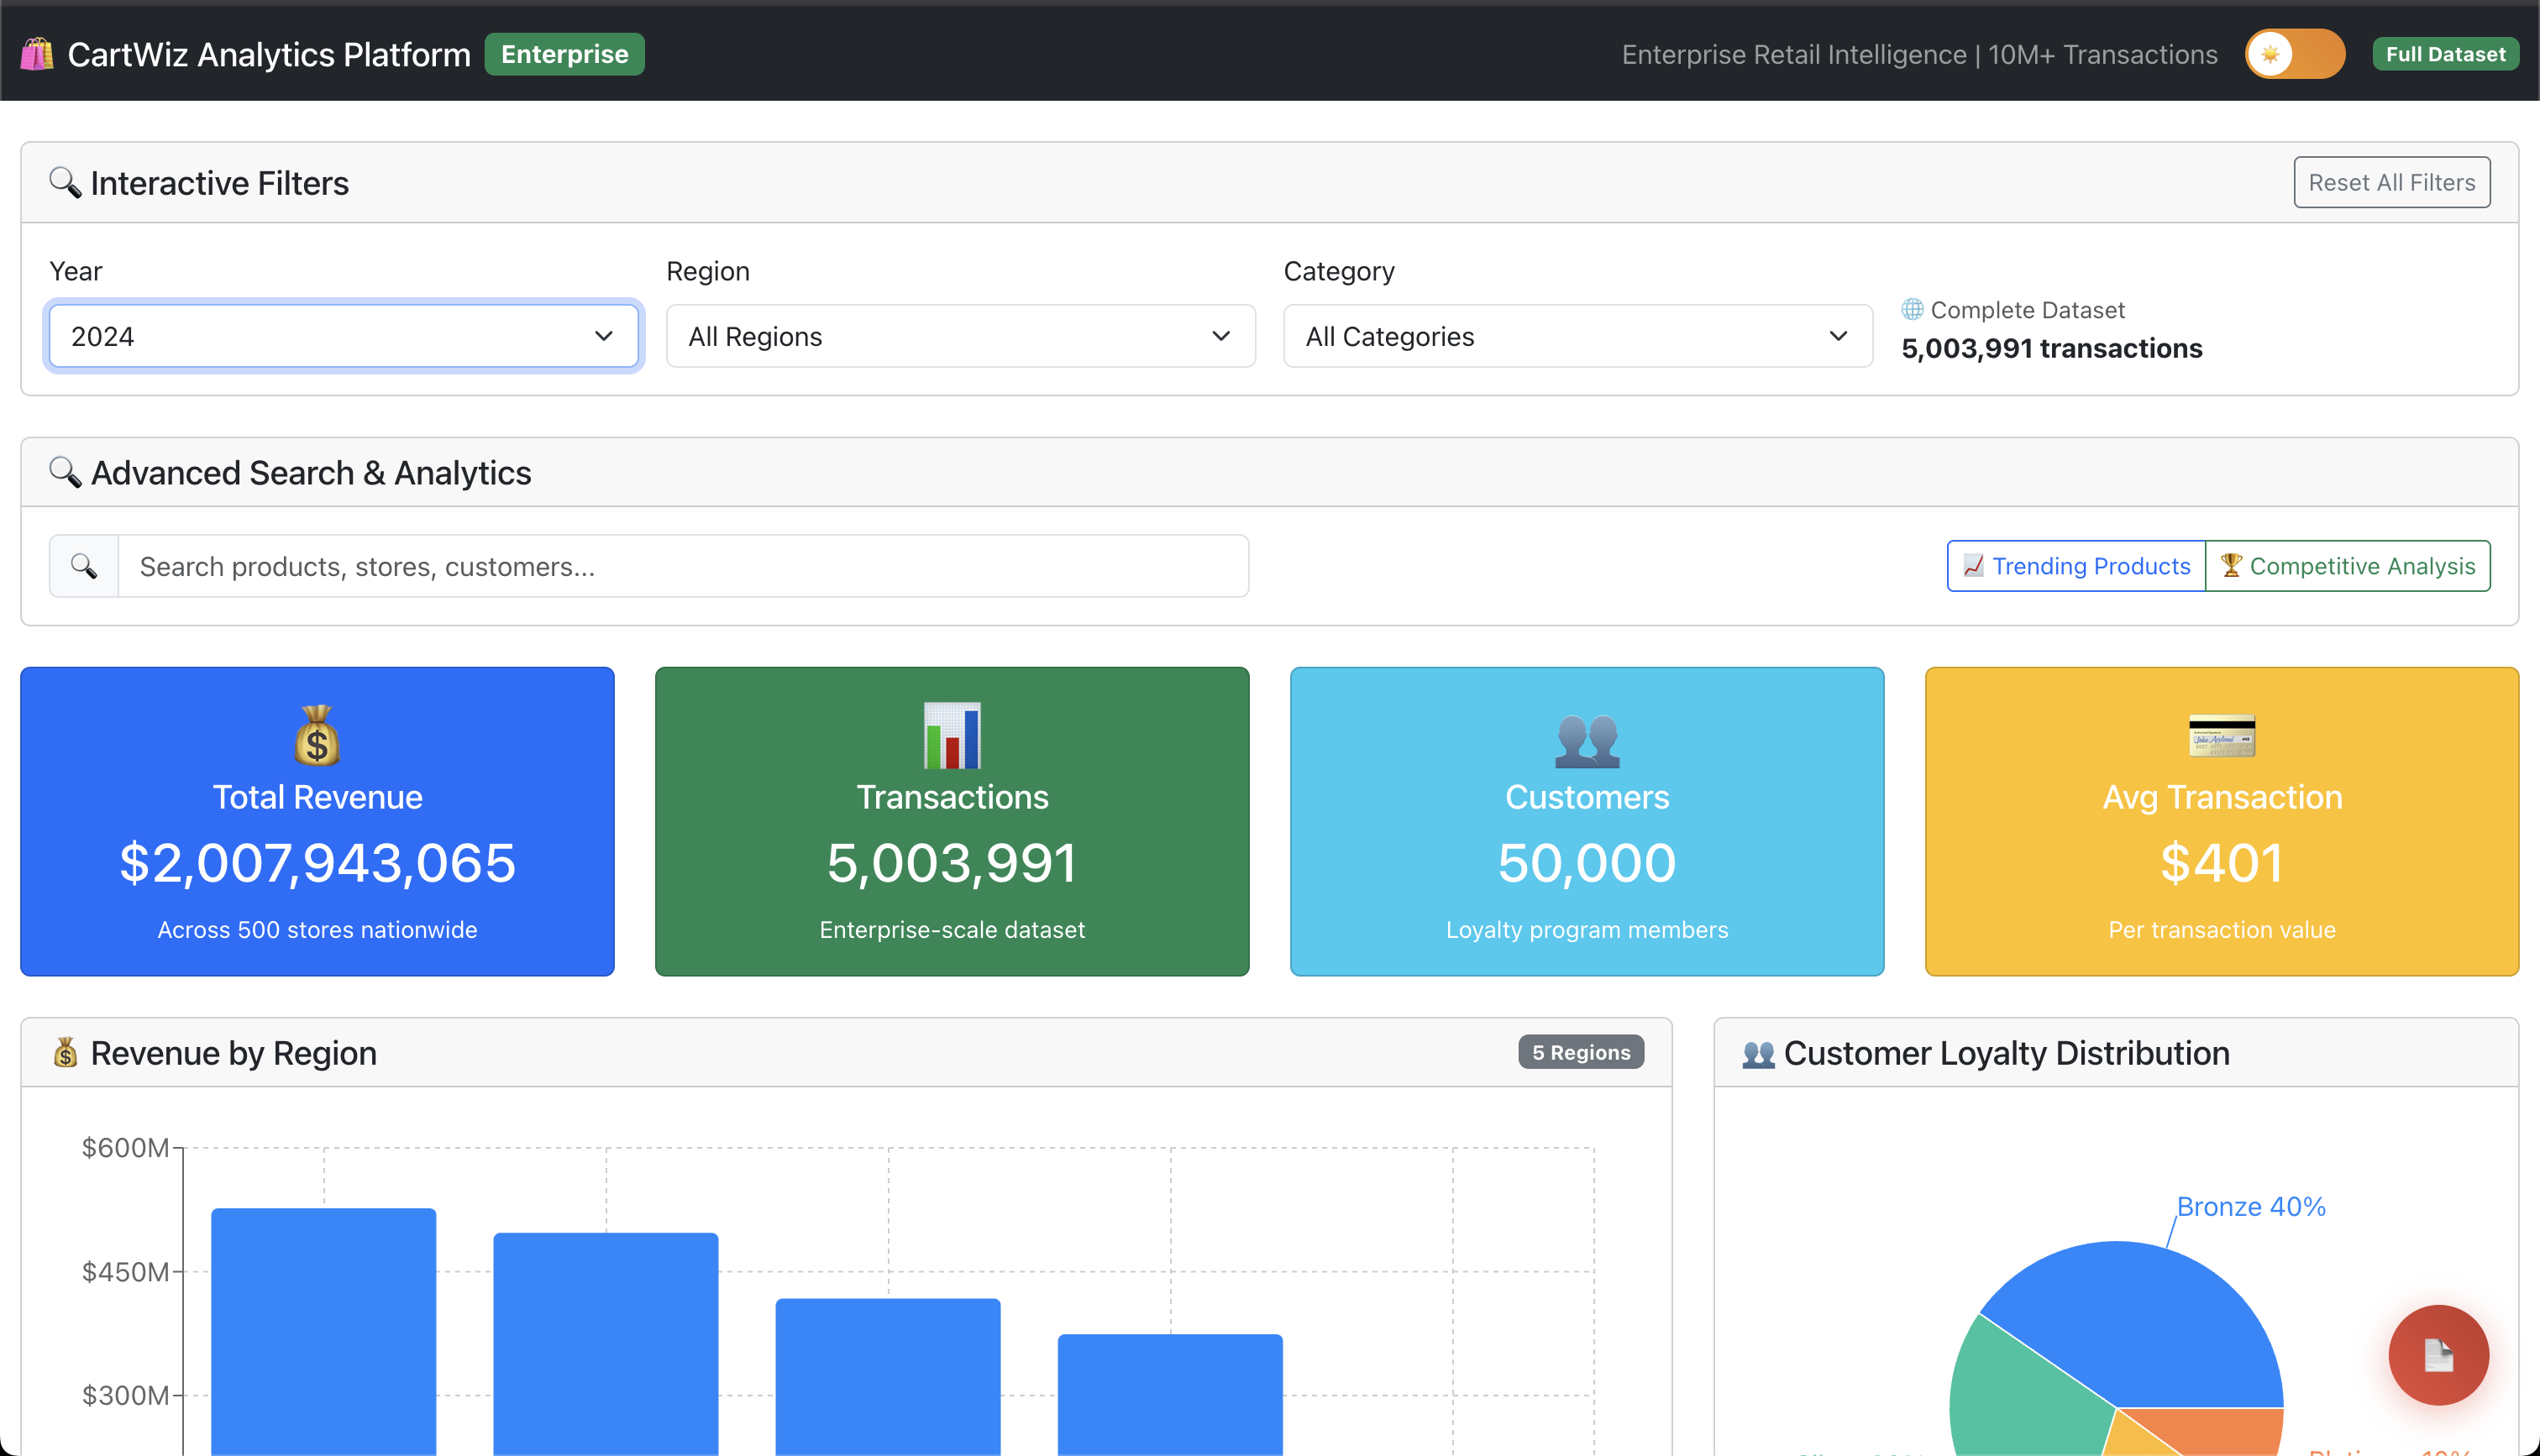 CartWiz Analytics Platform Enterprise
Enterprise Retail Intelligence | 10M+ Transactions
Full Dataset
Interactive Filters
Reset All Filters
Year
2024
Region
All Regions
Category
All Categories
Complete Dataset
5,003,991 transactions
Advanced Search & Analytics
Search products, stores, customers...
Trending Products
Competitive Analysis
Total Revenue
$2,007,943,065
Across 500 stores nationwide
Transactions
5,003,991
Enterprise-scale dataset
Customers
50,000
Loyalty program members
Avg Transaction
$401
Per transaction value
Revenue by Region
5 Regions
$600M
$450M
$300M
Customer Loyalty Distribution
Bronze 40%